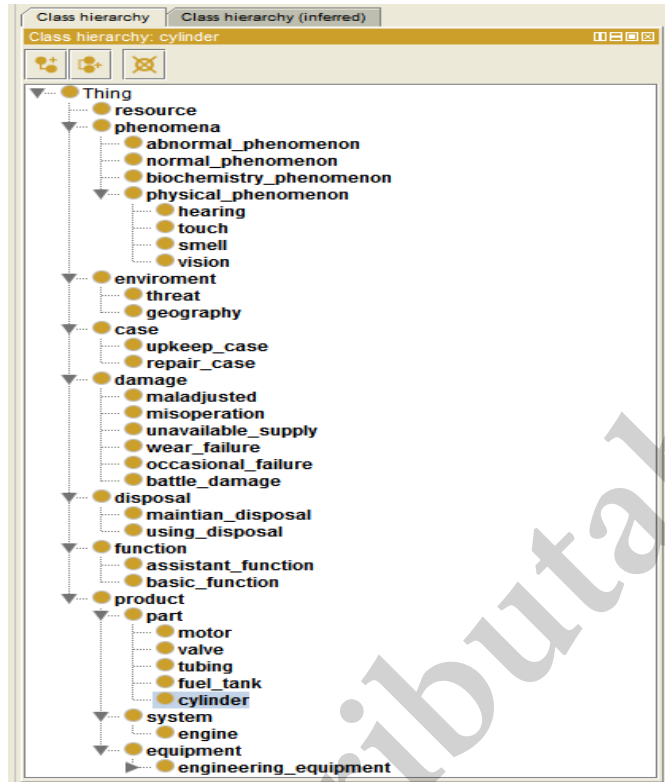 Class hierarchy Class hierarchy (inferred)
Class hierarchy: cylinder
Thing
resource
phenomena
abnormal_phenomenon
normal_phenomenon
biochemistry_phenomenon
physical_phenomenon
hearing
touch
smell
vision
enviroment
threat
geography
case
upkeep_case
repair_case
damage
maladjusted
misoperation
unavailable_supply
wear_failure
occasional_failure
battle_damage
disposal
maintian_disposal
using_disposal
function
assistant_function
basic_function
product
part
motor
valve
tubing
fuel_tank
cylinder
system
engine
equipment
engineering_equipment